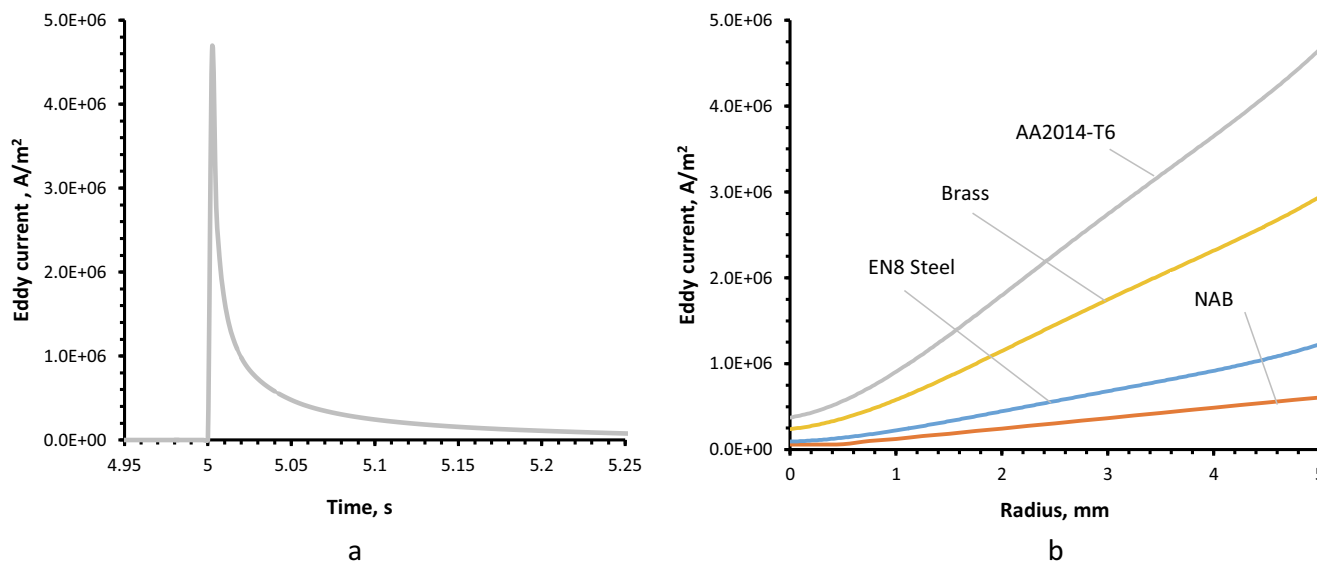 5.0E+06
4.0E+06
3.0E+06
2.0E+06
1.0E+06
0.0E+00
Eddy current , A/m²
4.95
5
5.05
5.1
5.15
5.2
5.25
Time, s
a
5.0E+06
4.0E+06
3.0E+06
2.0E+06
1.0E+06
0.0E+00
Eddy current, A/m²
AA2014-T6
Brass
EN8 Steel
NAB
0
1
2
3
4
5
Radius, mm
b